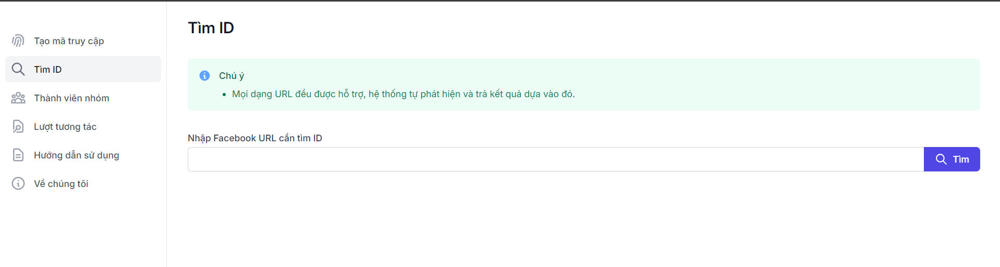 Tạo mã truy cập
Tìm ID
Thành viên nhóm
Lượt tương tác
Hướng dẫn sử dụng
Về chúng tôi
Tìm ID
Chú ý
Mọi dạng URL đều được hỗ trợ, hệ thống tự phát hiện và trả kết quả dựa vào đó.
Nhập Facebook URL cần tìm ID
Tìm